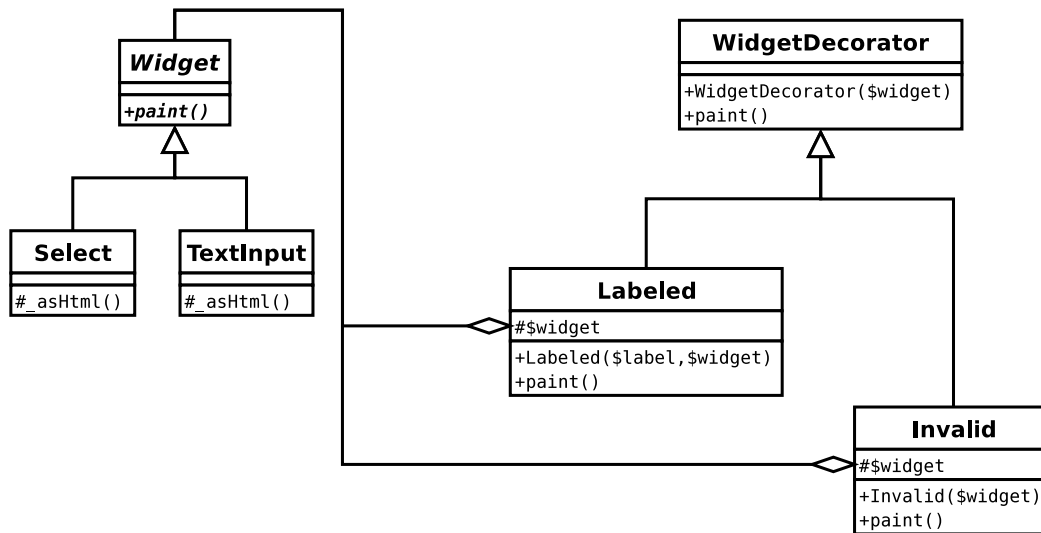 Widget
+paint()
WidgetDecorator
+WidgetDecorator($widget)
+paint()
Select
#_asHtml()
TextInput
#_asHtml()
Labeled
#$widget
+Labeled($label,$widget)
+paint()
Invalid
#$widget
+Invalid($widget)
+paint()